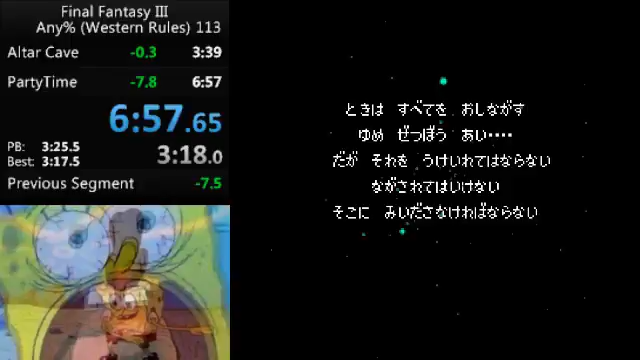 Final Fantasy III
Any% (Western Rules) 113
Altar Cave -0.3 3:39
PartyTime -7.8 6:57
6:57.65
PB: 3:25.5
Best: 3:17.5
3:18.0
Previous Segment -7.5
ときは すべてを おしながす
ゆめ ぜつぼう あい‥‥
だが それを うけいれてはならない
ながされてはいけない
そこに みいださなければならない